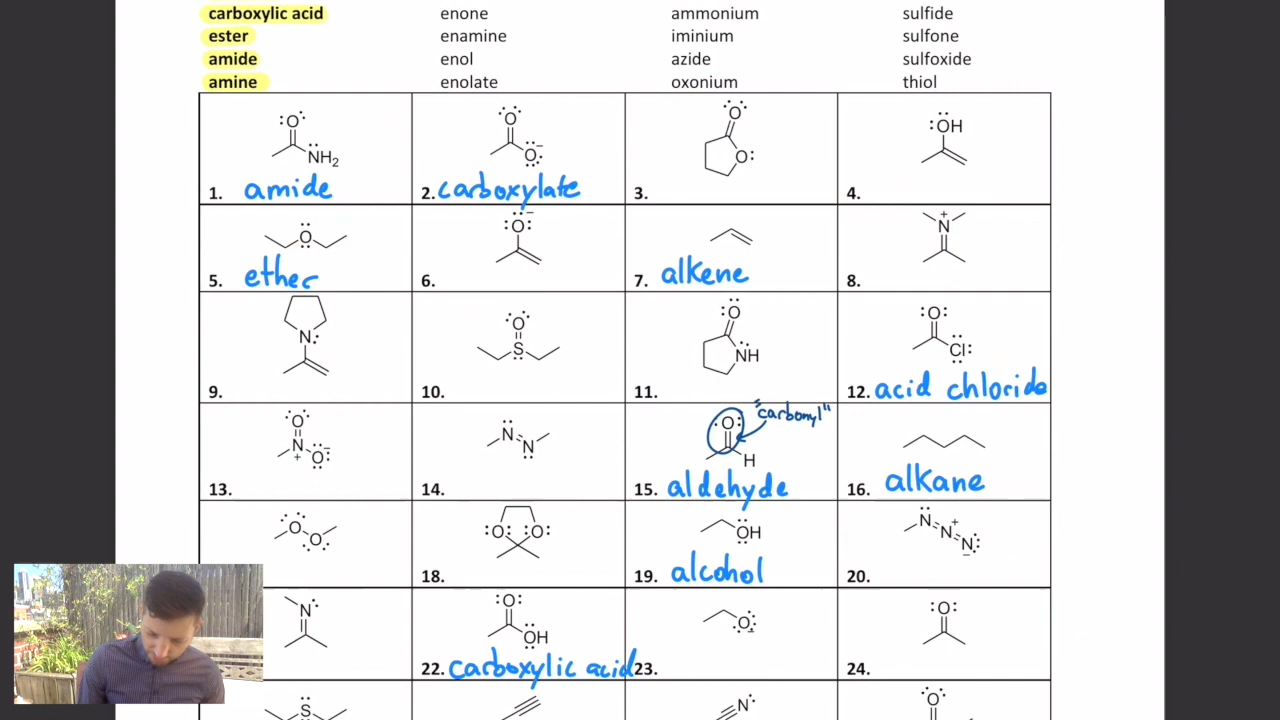 carboxylic acid enone ammonium sulfide
ester enamine iminium sulfone
amide enol azide sulfoxide
amine enolate oxonium thiol
:O: :O: :O: :OH
NH2 O:− O:
1. amide 2. carboxylate 3. 4.
O :O:− N+
5. ether 6. 7. alkene 8.
N: :O: S :O: NH :O: Cl:
9. 10. 11. 12. acid chloride
:O: N+ O:− N N :O: H "carbonyl"
13. 14. 15. aldehyde 16. alkane
O O :O :O: OH N N+ N:−
18. 19. alcohol 20.
N: :O: OH O: :O:
22. carboxylic acid 23. 24.
S N: O